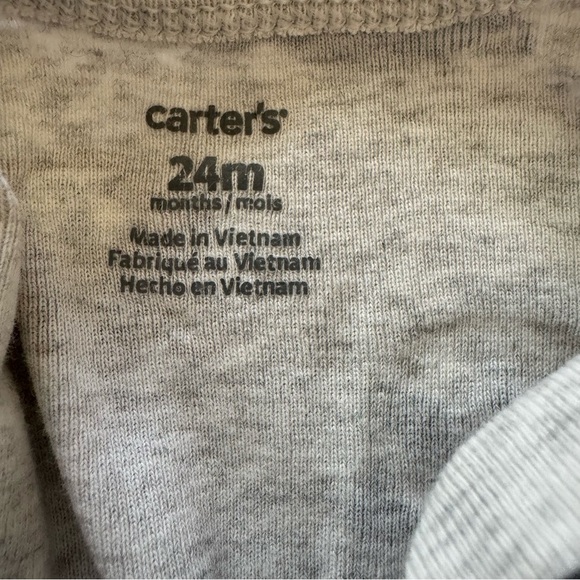 carter's
24m
months/mois
Made in Vietnam
Fabriqué au Vietnam
Hecho en Vietnam